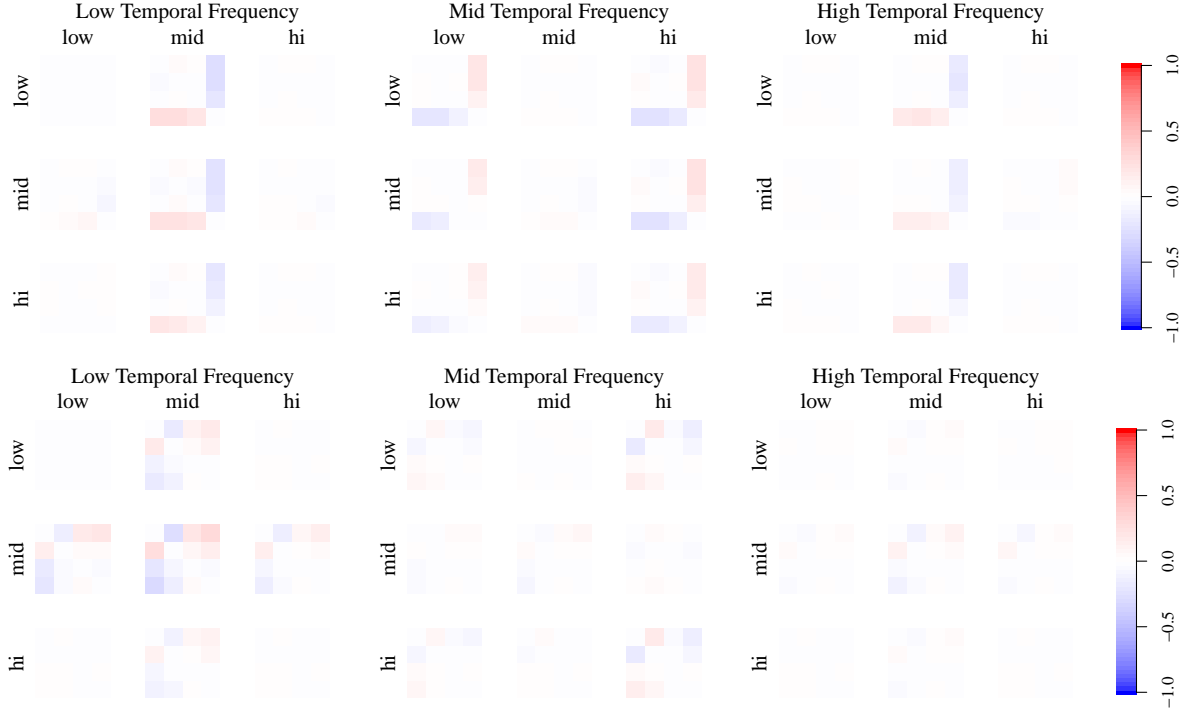 Low Temporal Frequency Mid Temporal Frequency High Temporal Frequency
low mid hi low mid hi low mid hi
low low low
mid mid mid
hi hi hi
1.0
0.5
0.0
−0.5
−1.0
Low Temporal Frequency Mid Temporal Frequency High Temporal Frequency
low mid hi low mid hi low mid hi
low low low
mid mid mid
hi hi hi
1.0
0.5
0.0
−0.5
−1.0